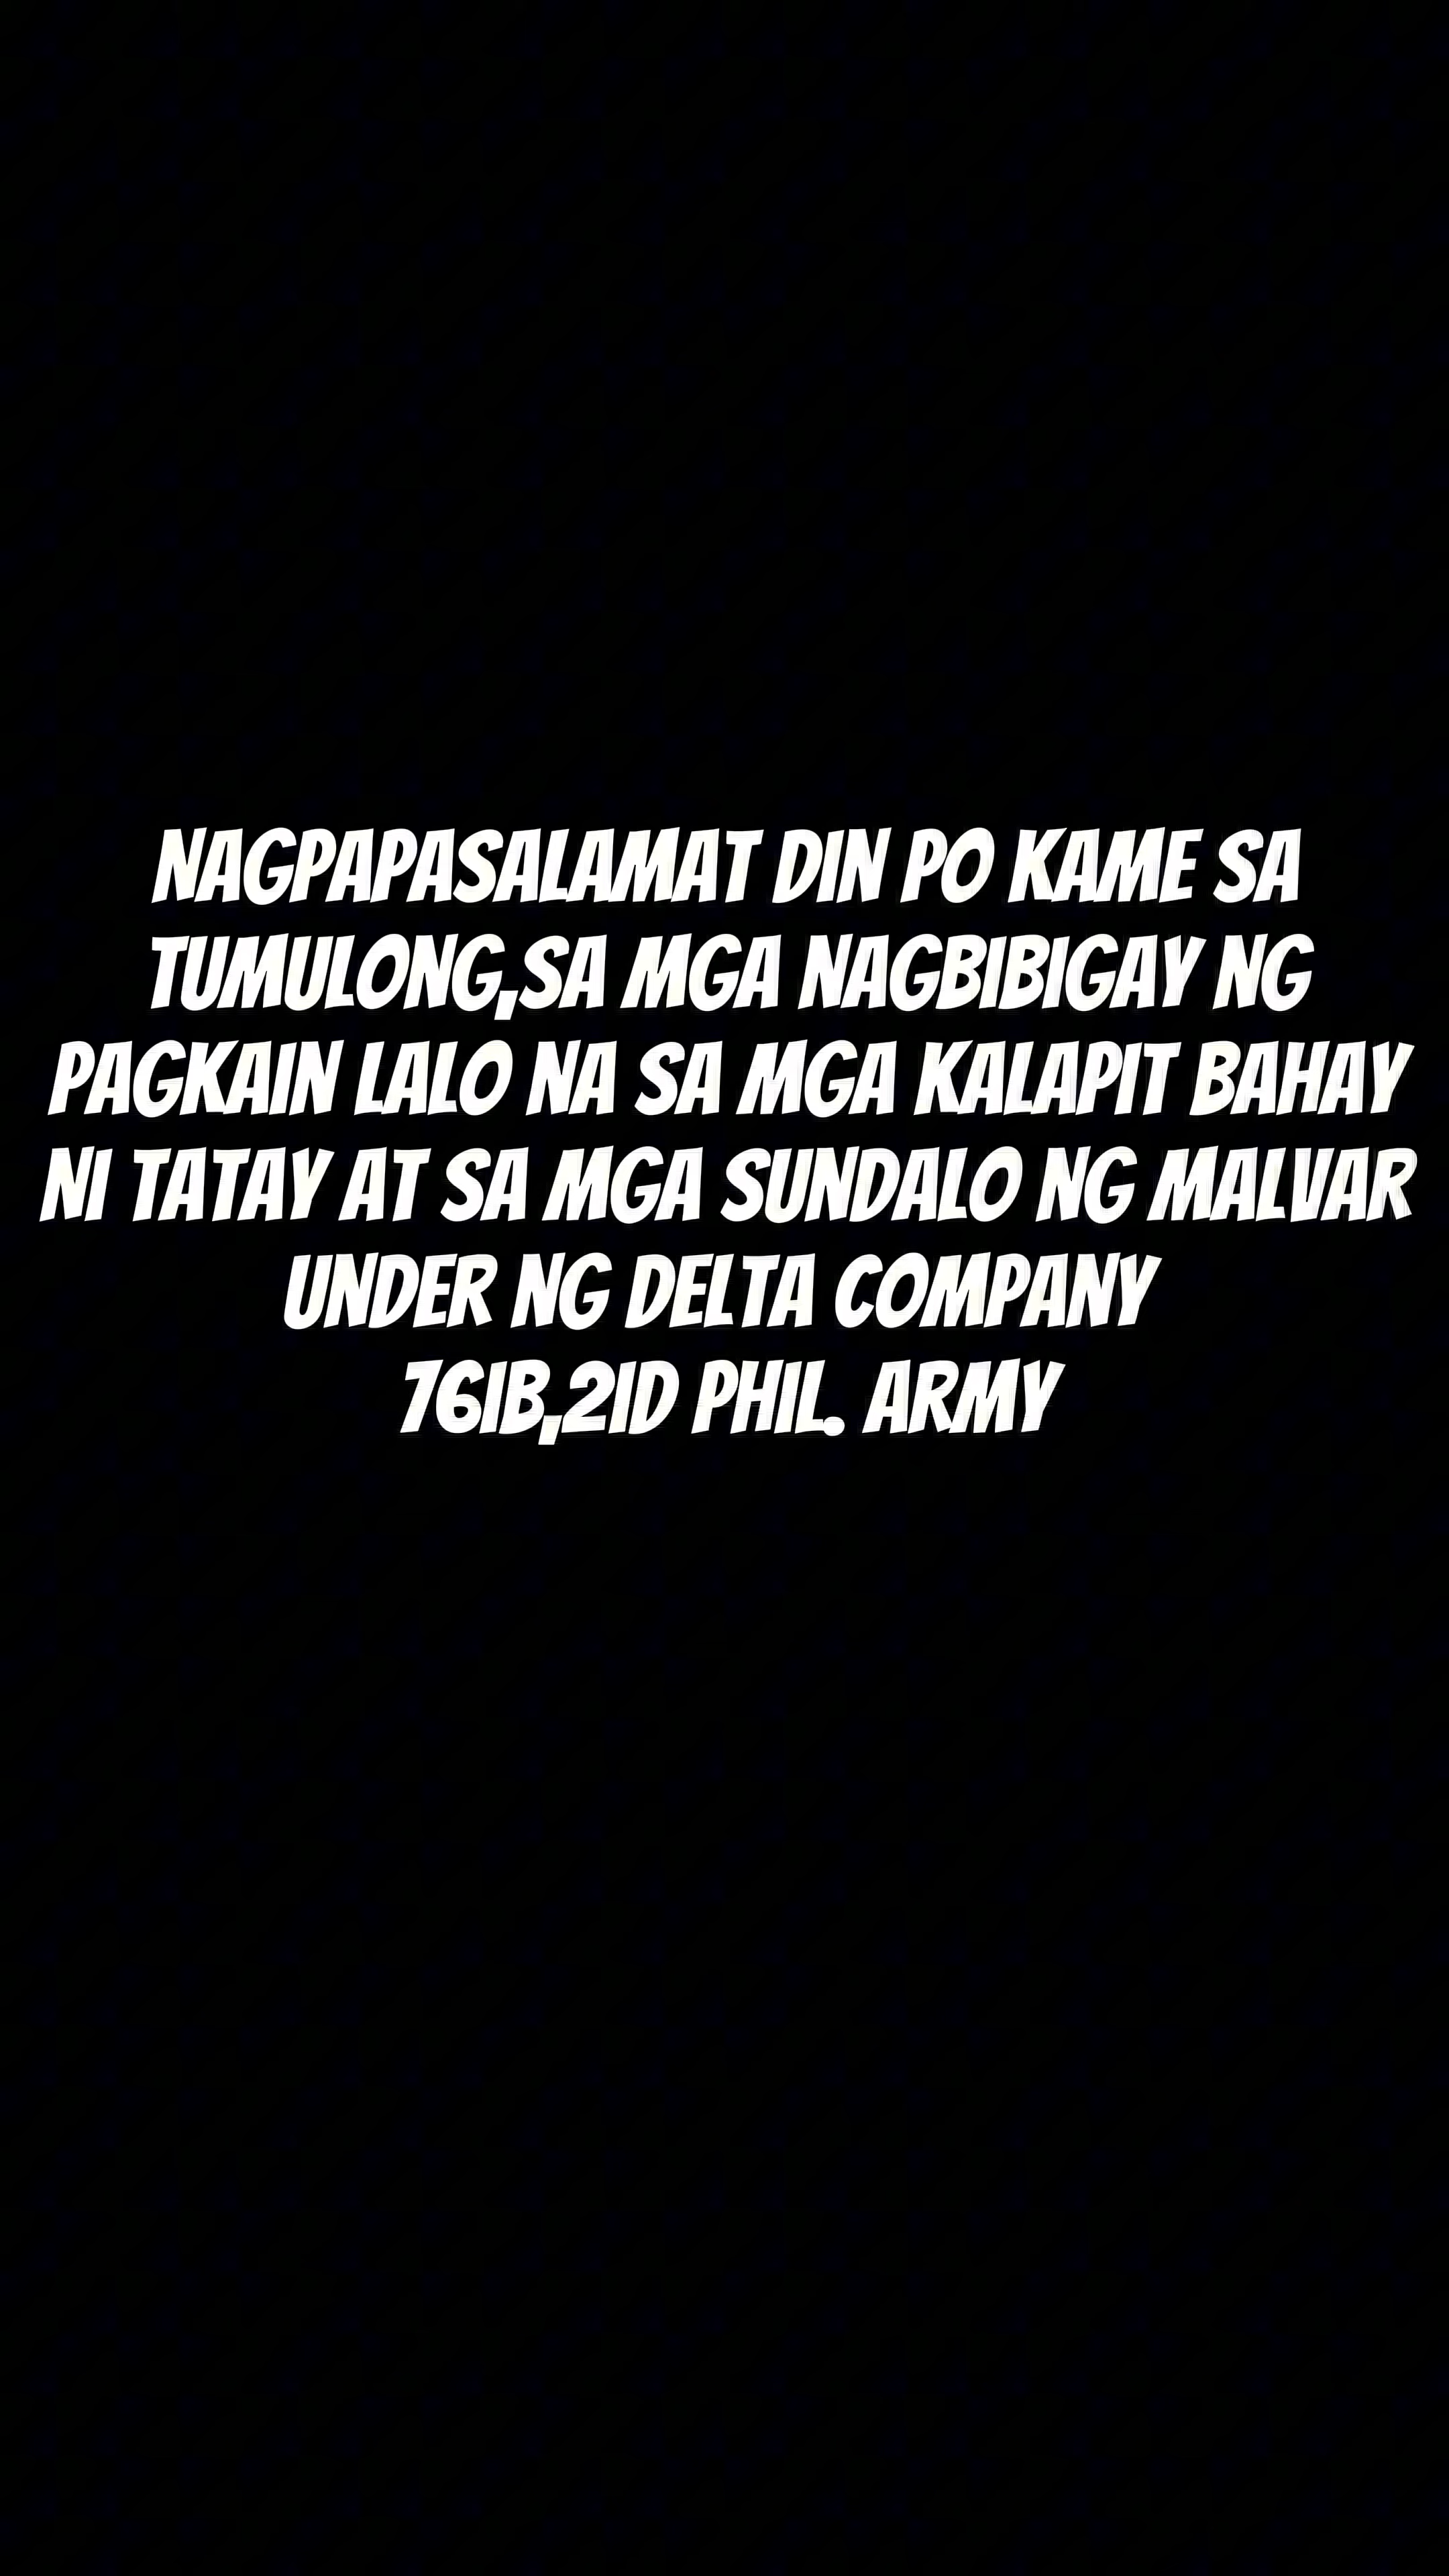 NAGPAPASALAMAT DIN PO KAME SA
TUMULONG,SA MGA NAGBIBIGAY NG
PAGKAIN LALO NA SA MGA KALAPIT BAHAY
NI TATAY AT SA MGA SUNDALO NG MALVAR
UNDER NG DELTA COMPANY
76IB,2ID PHIL. ARMY